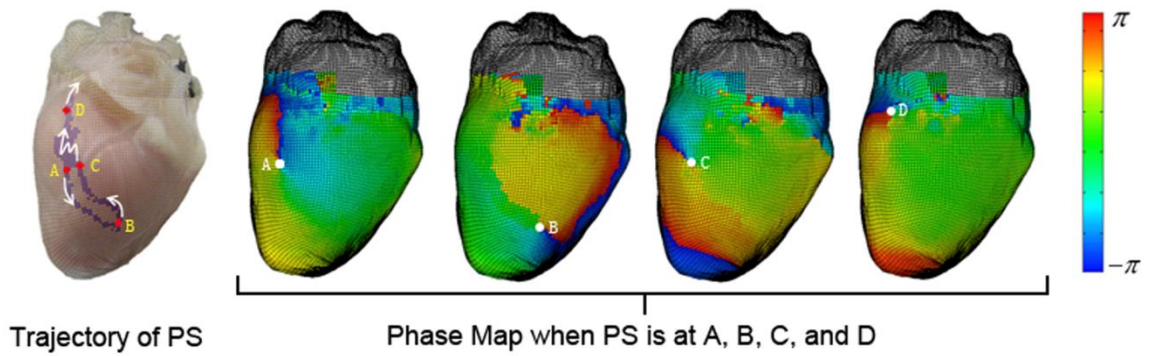 π
D
A
C
B
A
B
C
D
−π
Trajectory of PS
Phase Map when PS is at A, B, C, and D